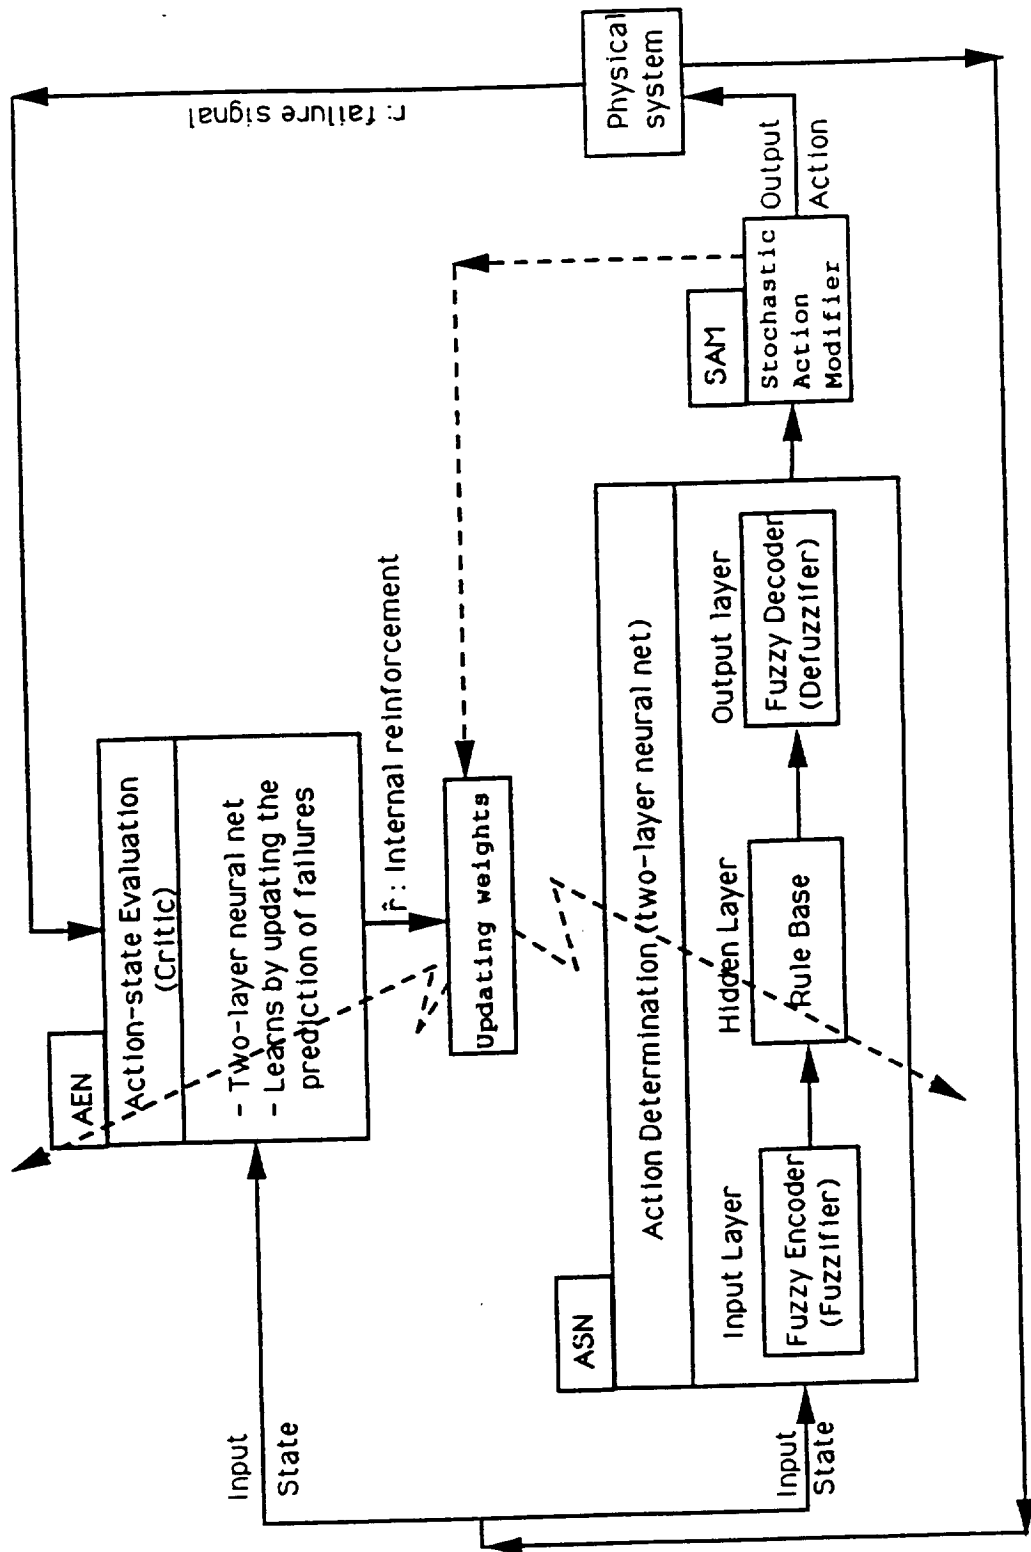 AEN
Action-state Evaluation
(Critic)
- Two-layer neural net
- Learns by updating the
prediction of failures
r : failure signal
Input
State
r̂ : Internal reinforcement
Updating weights
ASN
Action Determination (two-layer neural net)
Input Layer
Hidden Layer
Output layer
Fuzzy Encoder
(Fuzzifier)
Rule Base
Fuzzy Decoder
(Defuzzifer)
Input
State
SAM
Stochastic
Action
Modifier
Output
Action
Physical
system